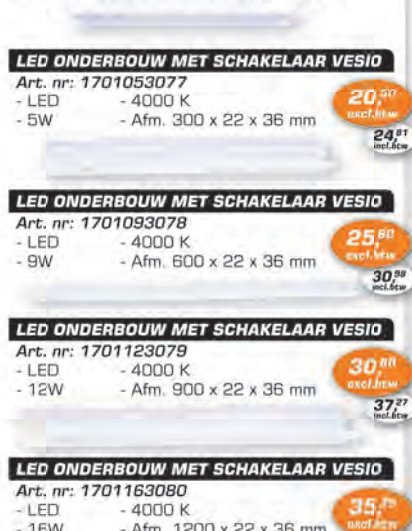 LED ONDERBOUW MET SCHAKELAAR VESIO
Art. nr: 1701053077
- LED - 4000 K
- 5W - Afm. 300 x 22 x 36 mm
20,50
excl.btw
24,81
incl.btw
LED ONDERBOUW MET SCHAKELAAR VESIO
Art. nr: 1701093078
- LED - 4000 K
- 9W - Afm. 600 x 22 x 36 mm
25,60
excl.btw
30,98
incl.btw
LED ONDERBOUW MET SCHAKELAAR VESIO
Art. nr: 1701123079
- LED - 4000 K
- 12W - Afm. 900 x 22 x 36 mm
30,80
excl.btw
37,27
incl.btw
LED ONDERBOUW MET SCHAKELAAR VESIO
Art. nr: 1701163080
- LED - 4000 K
- 16W - Afm. 1200 x 22 x 36 mm
excl.btw